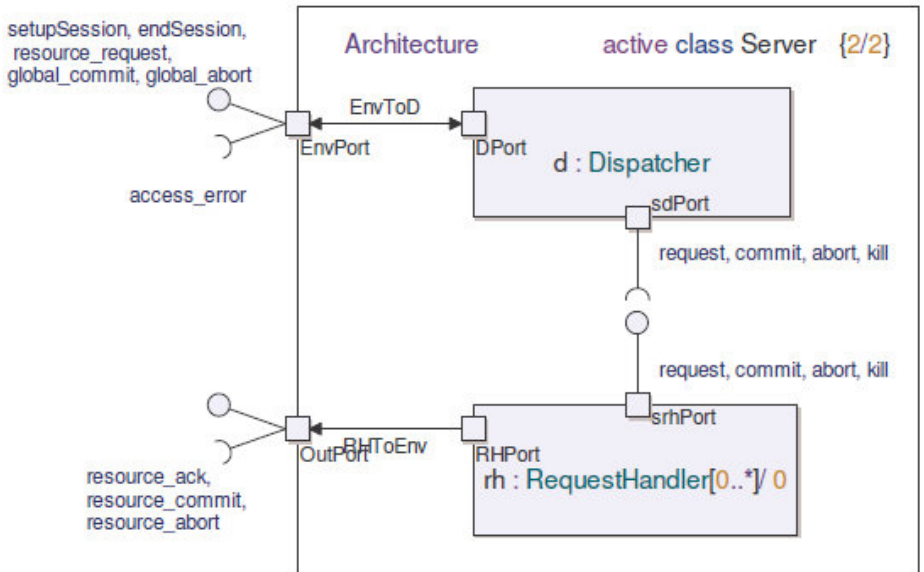 setupSession, endSession,
resource_request,
global_commit, global_abort
Architecture
active class Server {2/2}
EnvToD
EnvPort
DPort
d : Dispatcher
access_error
sdPort
request, commit, abort, kill
request, commit, abort, kill
srhPort
RHToEnv
OutPort
RHPort
rh : RequestHandler[0..*]/ 0
resource_ack,
resource_commit,
resource_abort